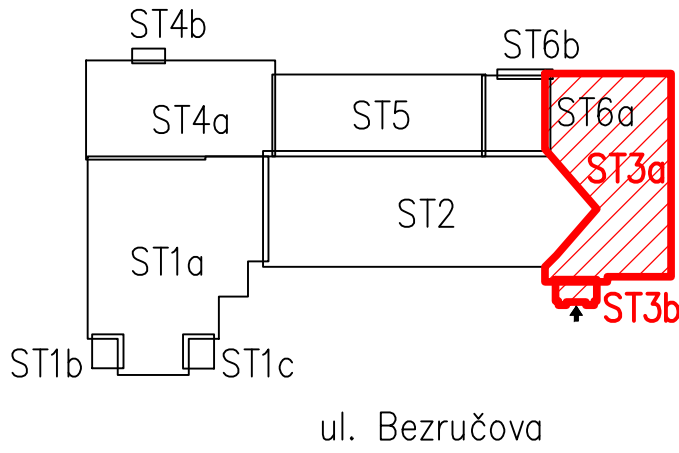 ST4b
ST6b
ST4a
ST5
ST6a
ST3a
ST2
ST1a
ST3b
ST1b
ST1c
ul. Bezručova